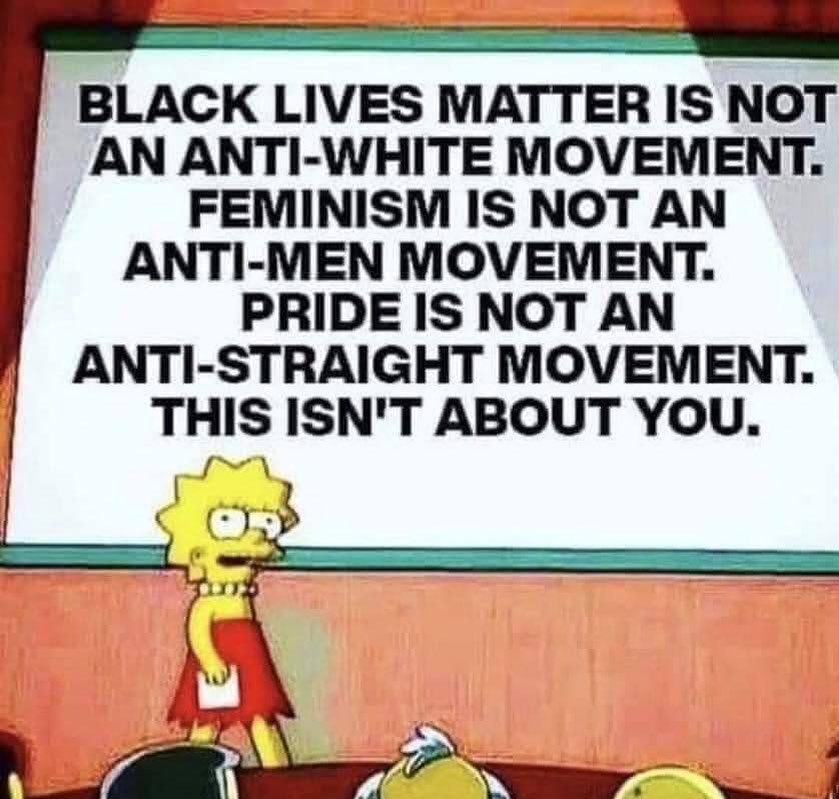 BLACK LIVES MATTER IS NOT
AN ANTI-WHITE MOVEMENT.
FEMINISM IS NOT AN
ANTI-MEN MOVEMENT.
PRIDE IS NOT AN
ANTI-STRAIGHT MOVEMENT.
THIS ISN'T ABOUT YOU.